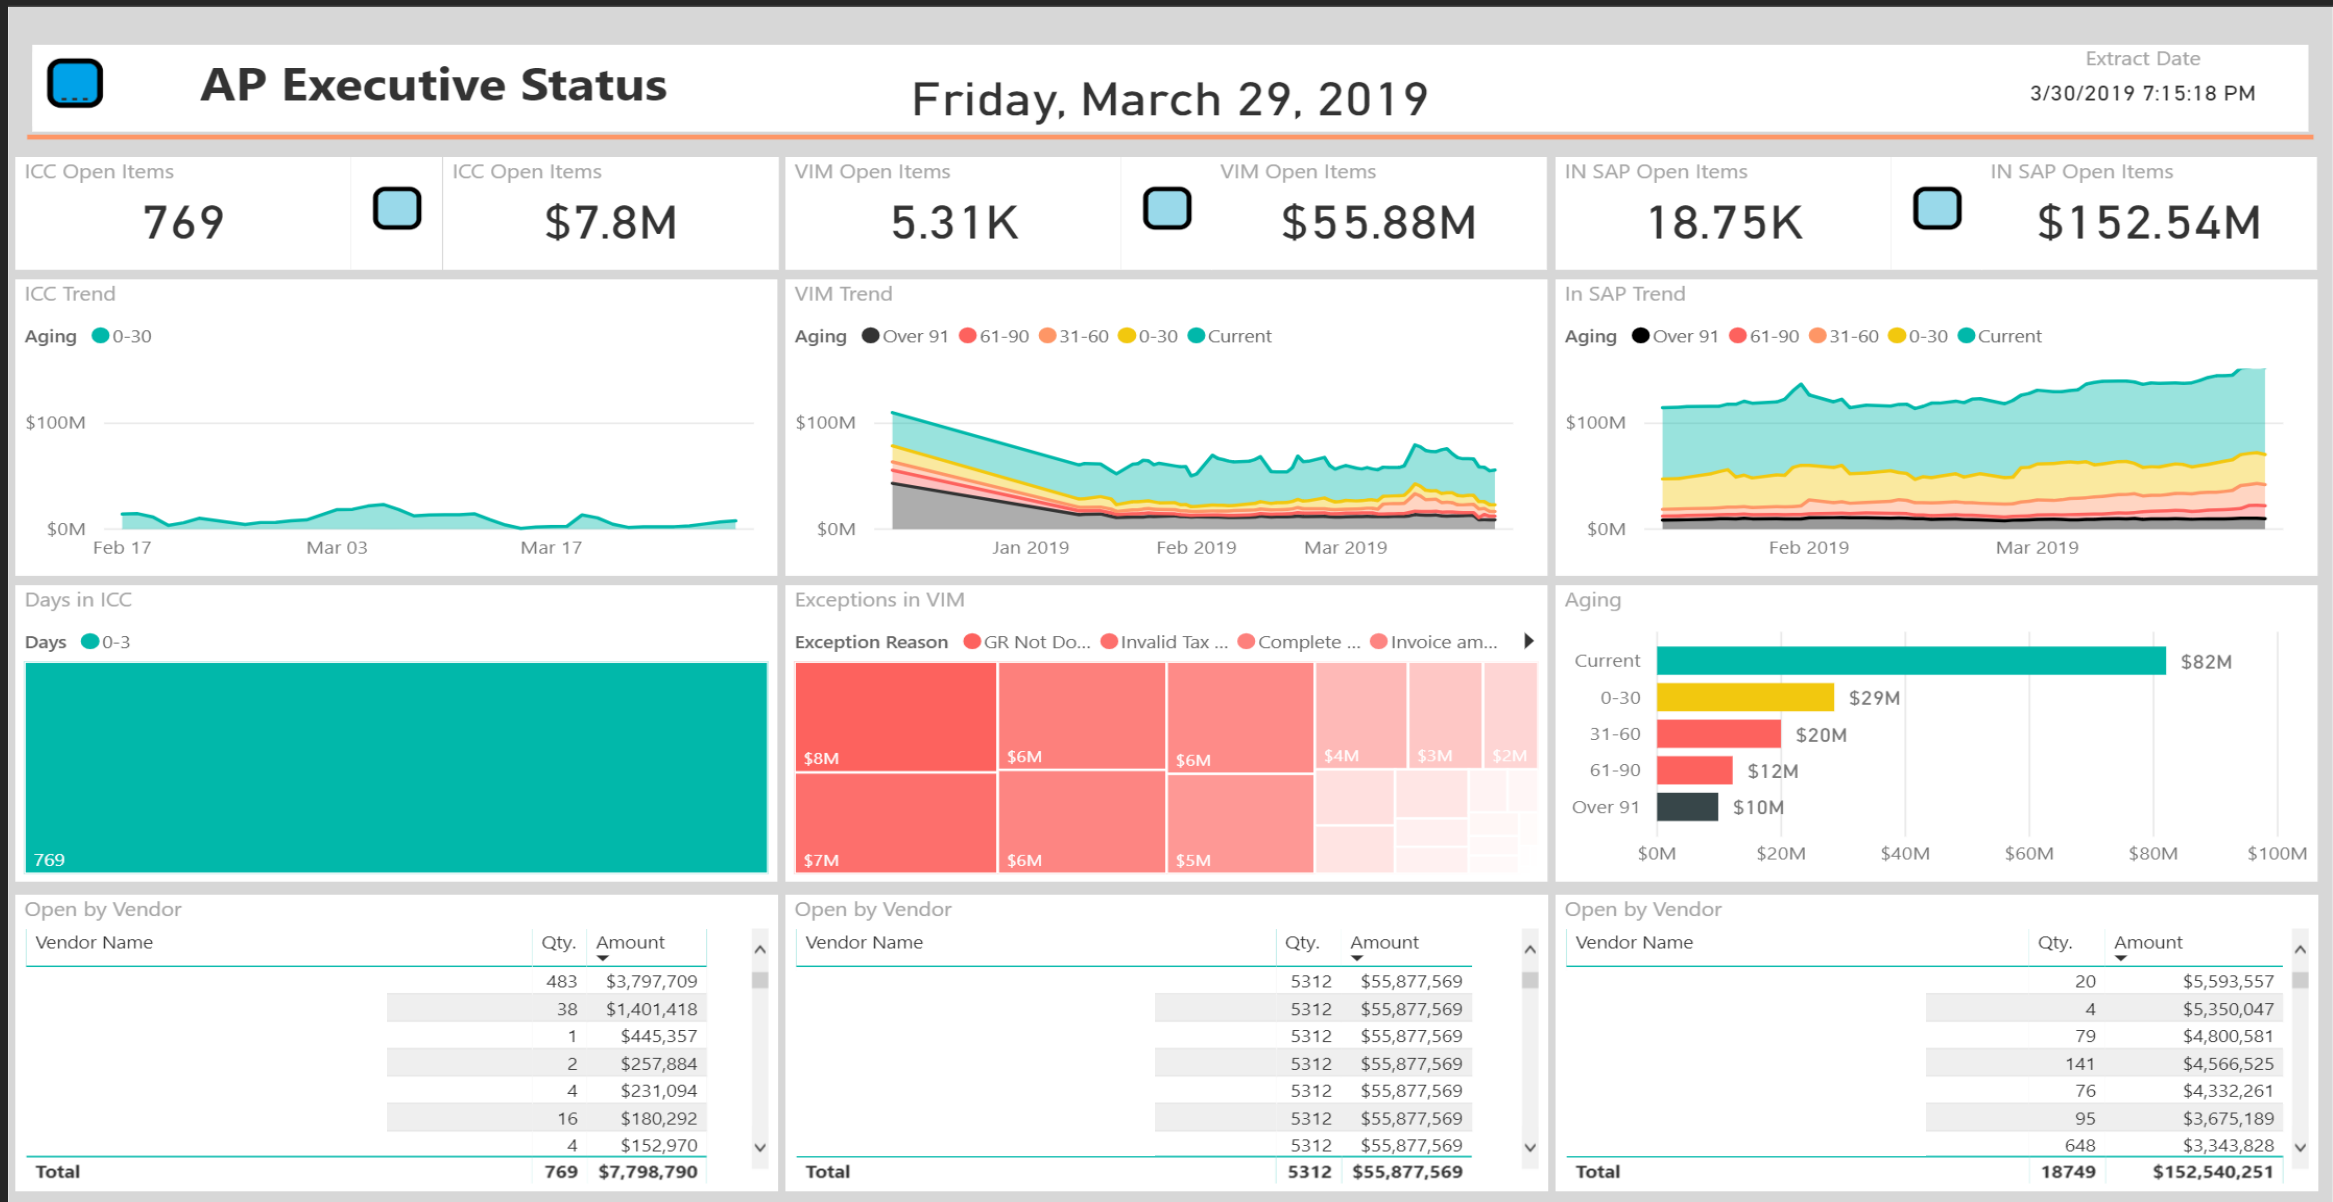 AP Executive Status
Friday, March 29, 2019
Extract Date
3/30/2019 7:15:18 PM
ICC Open Items
769
ICC Open Items
$7.8M
VIM Open Items
5.31K
VIM Open Items
$55.88M
IN SAP Open Items
18.75K
IN SAP Open Items
$152.54M
ICC Trend
Aging 0-30
$100M
$0M
Feb 17 Mar 03 Mar 17
VIM Trend
Aging Over 91 61-90 31-60 0-30 Current
$100M
$0M
Jan 2019 Feb 2019 Mar 2019
In SAP Trend
Aging Over 91 61-90 31-60 0-30 Current
$100M
$0M
Feb 2019 Mar 2019
Days in ICC
Days 0-3
769
Exceptions in VIM
Exception Reason GR Not Do... Invalid Tax ... Complete ... Invoice am...
$8M $6M $6M $4M $3M $2M
$7M $6M $5M
Aging
Current $82M
0-30 $29M
31-60 $20M
61-90 $12M
Over 91 $10M
$0M $20M $40M $60M $80M $100M
Open by Vendor
Vendor Name Qty. Amount
483 $3,797,709
38 $1,401,418
1 $445,357
2 $257,884
4 $231,094
16 $180,292
4 $152,970
Total 769 $7,798,790
Open by Vendor
Vendor Name Qty. Amount
5312 $55,877,569
5312 $55,877,569
5312 $55,877,569
5312 $55,877,569
5312 $55,877,569
5312 $55,877,569
5312 $55,877,569
Total 5312 $55,877,569
Open by Vendor
Vendor Name Qty. Amount
20 $5,593,557
4 $5,350,047
79 $4,800,581
141 $4,566,525
76 $4,332,261
95 $3,675,189
648 $3,343,828
Total 18749 $152,540,251